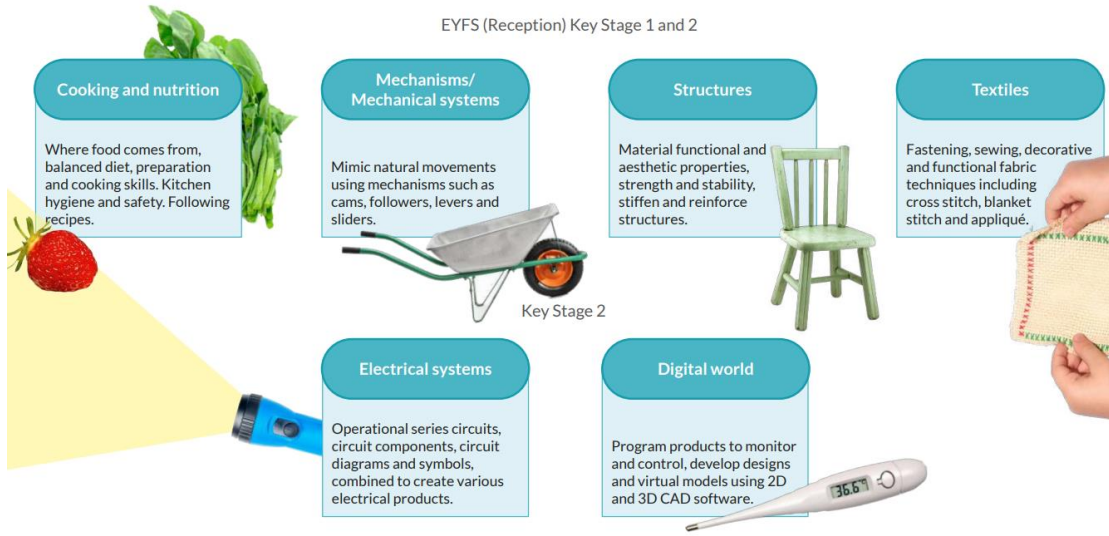 EYFS (Reception) Key Stage 1 and 2
Cooking and nutrition
Where food comes from,
balanced diet, preparation
and cooking skills. Kitchen
hygiene and safety. Following
recipes.
Mechanisms/
Mechanical systems
Mimic natural movements
using mechanisms such as
cams, followers, levers and
sliders.
Structures
Material functional and
aesthetic properties,
strength and stability,
stiffen and reinforce
structures.
Textiles
Fastening, sewing, decorative
and functional fabric
techniques including
cross stitch, blanket
stitch and appliqué.
Key Stage 2
Electrical systems
Operational series circuits,
circuit components, circuit
diagrams and symbols,
combined to create various
electrical products.
Digital world
Program products to monitor
and control, develop designs
and virtual models using 2D
and 3D CAD software.
36.6°